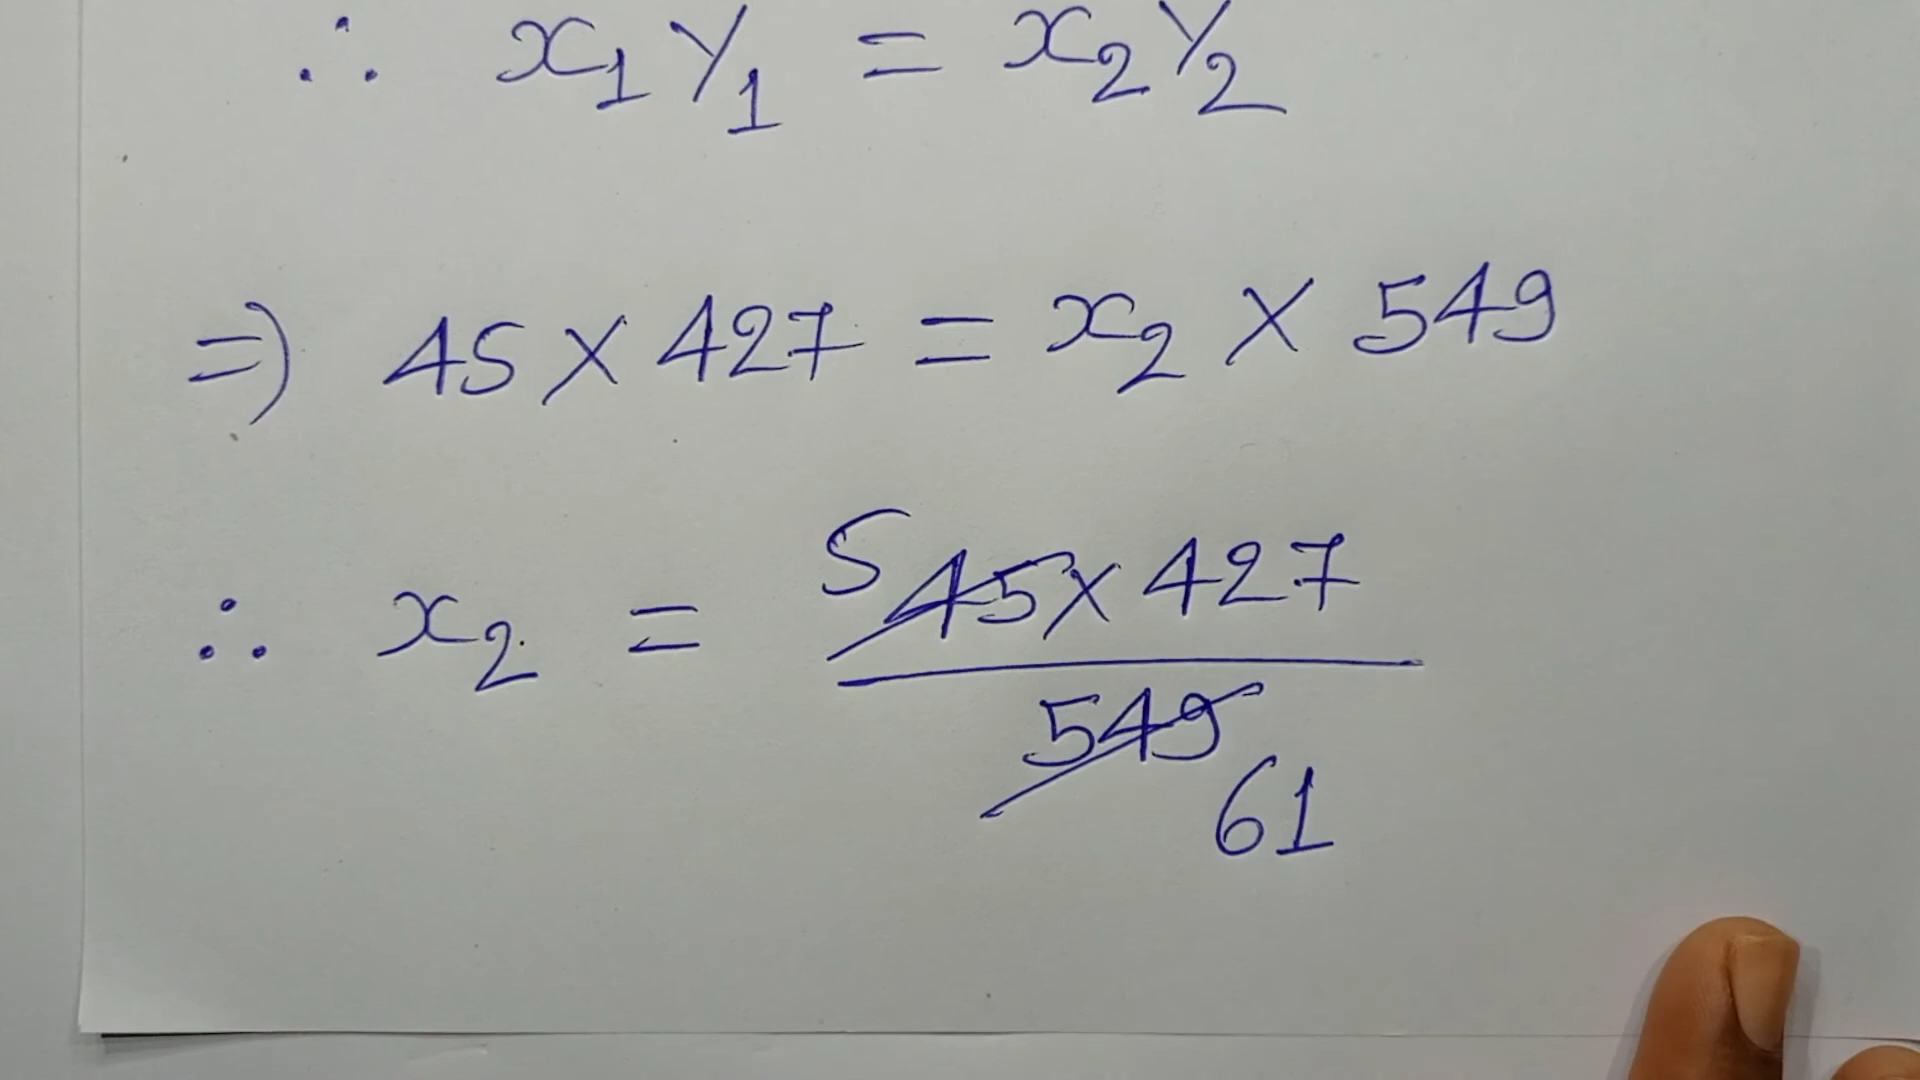 ∴ x₁y₁ = x₂y₂
⇒ 45 × 427 = x₂ × 549
∴ x₂ = 5 45 × 427
549
61